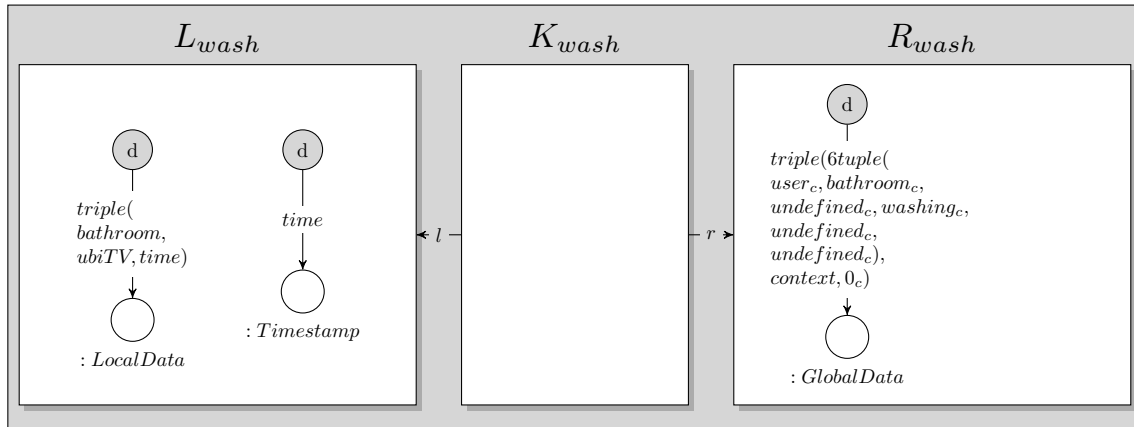 L_wash
K_wash
R_wash
d
d
triple(
bathroom,
ubiTV, time)
time
: LocalData
: Timestamp
l
r
d
triple(6tuple(
user_c, bathroom_c,
undefined_c, washing_c,
undefined_c,
undefined_c),
context, 0_c)
: GlobalData